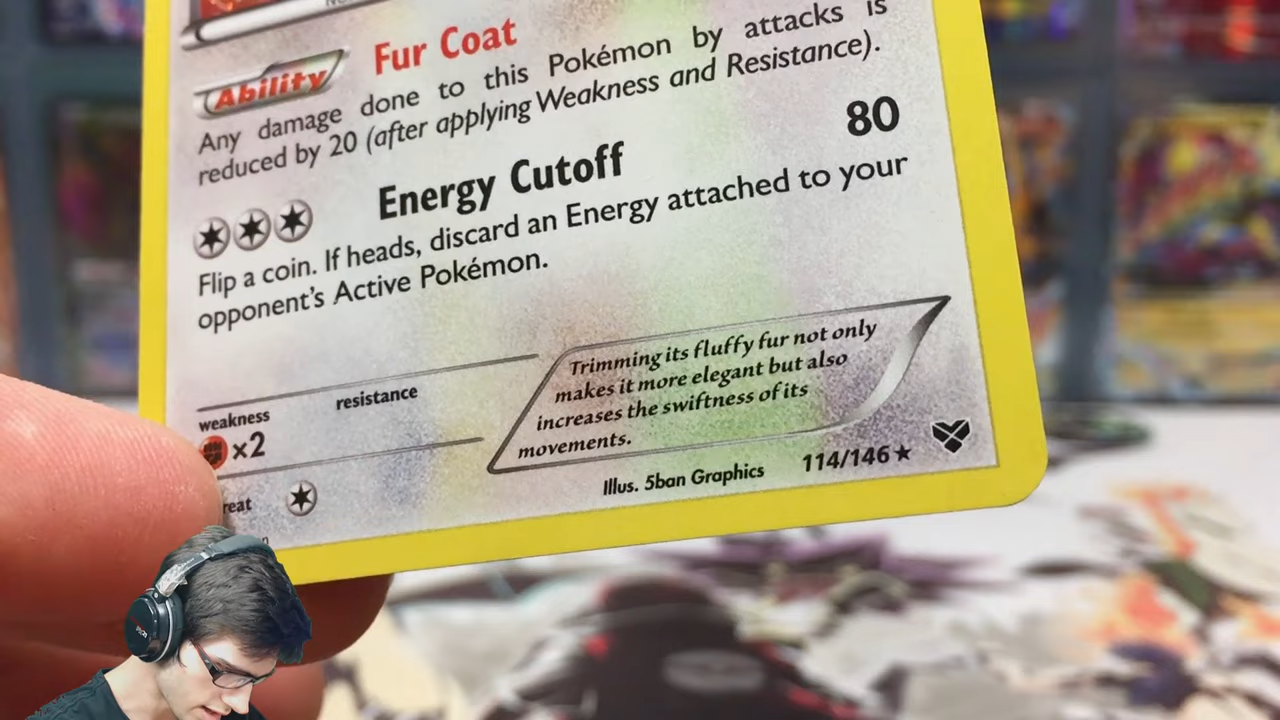 Ability Fur Coat
Any damage done to this Pokémon by attacks is
reduced by 20 (after applying Weakness and Resistance).
Energy Cutoff 80
Flip a coin. If heads, discard an Energy attached to your
opponent's Active Pokémon.
weakness resistance
×2
reat
Trimming its fluffy fur not only
makes it more elegant but also
increases the swiftness of its
movements.
Illus. 5ban Graphics 114/146★